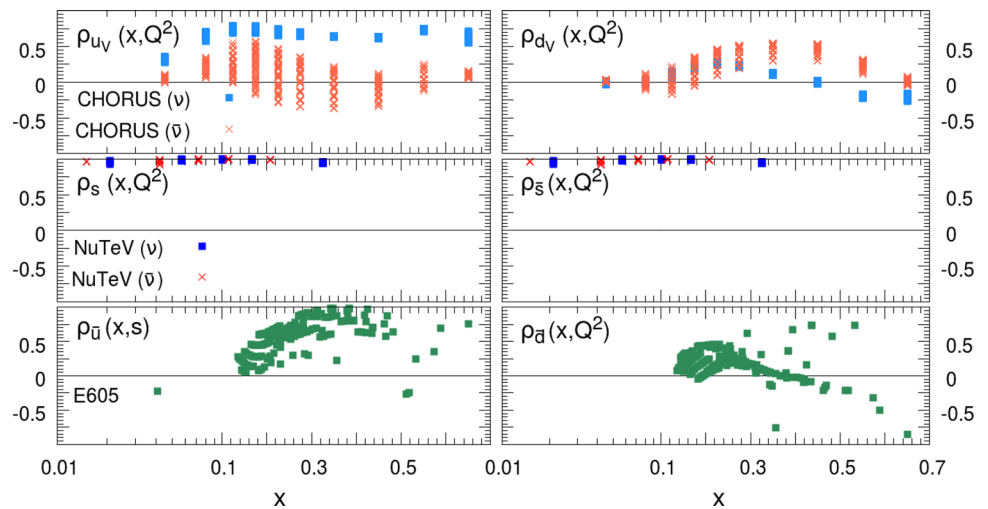 ρu_V (x,Q²)
0.5
0
-0.5
CHORUS (ν)
CHORUS (ν̄)
ρd_V (x,Q²)
0.5
0
-0.5
ρs (x,Q²)
0.5
0
-0.5
NuTeV (ν)
NuTeV (ν̄)
ρs̄ (x,Q²)
0.5
0
-0.5
ρū (x,s)
0.5
0
-0.5
E605
ρd̄ (x,Q²)
0.5
0
-0.5
0.01 0.1 0.3 0.5
0.01 0.1 0.3 0.5 0.7
x
x